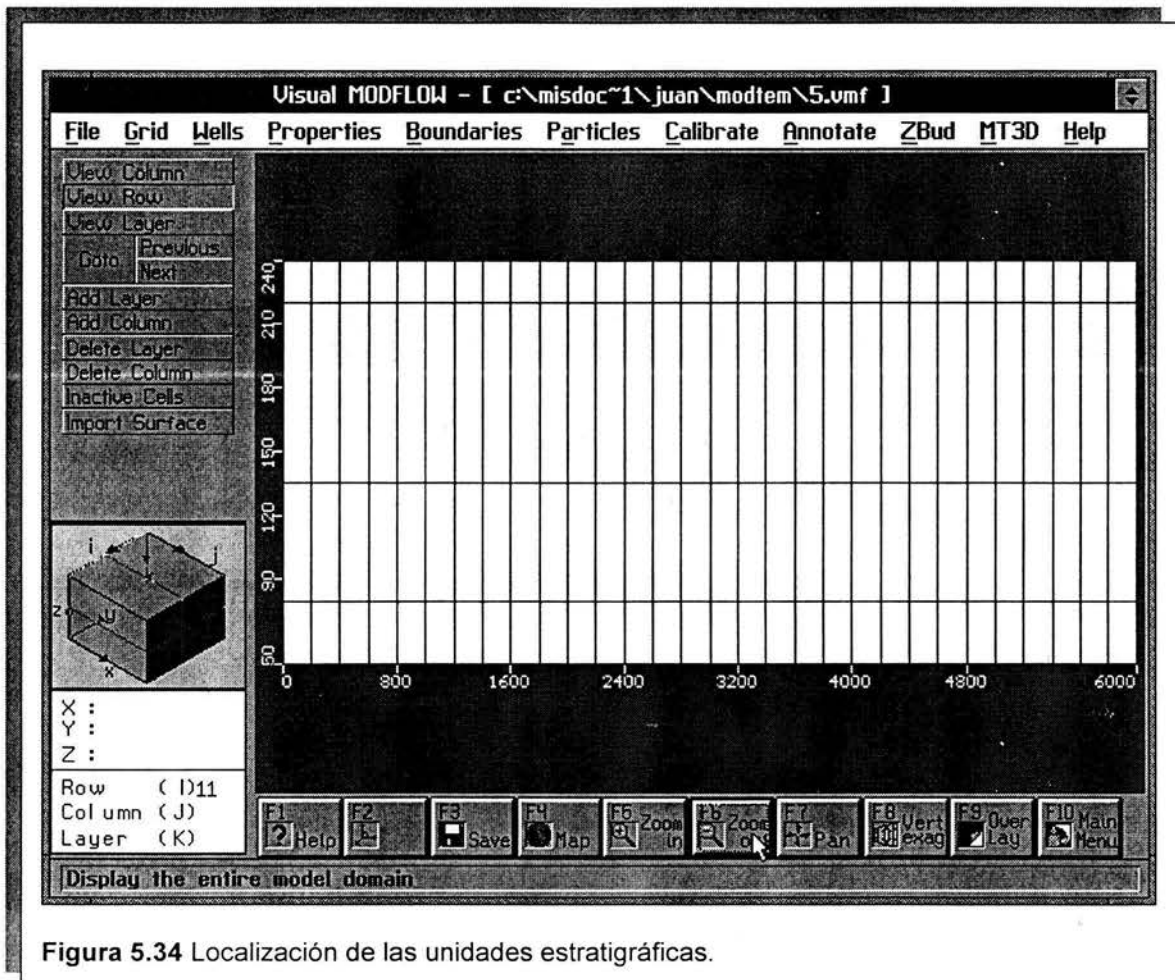 Visual MODFLOW - [ c:\misdoc~1\juan\modtem\5.vmf ]
File Grid Wells Properties Boundaries Particles Calibrate Annotate ZBud MT3D Help
View Column
View Row
View Layer
Goto Previous
Next
Add Layer
Add Column
Delete Layer
Delete Column
Inactive Cells
Import Surface
240
210
180
150
120
90
60
0 800 1600 2400 3200 4000 4800 6000
i j
z y
x
X :
Y :
Z :
Row ( I)11
Column (J)
Layer (K)
F1 Help
F2
F3 Save
F4 Map
F5 Zoom in
F6 Zoom
F7 Pan
F8 Vert exag
F9 Over Lay
F10 Main Menu
Display the entire model domain
Figura 5.34 Localización de las unidades estratigráficas.